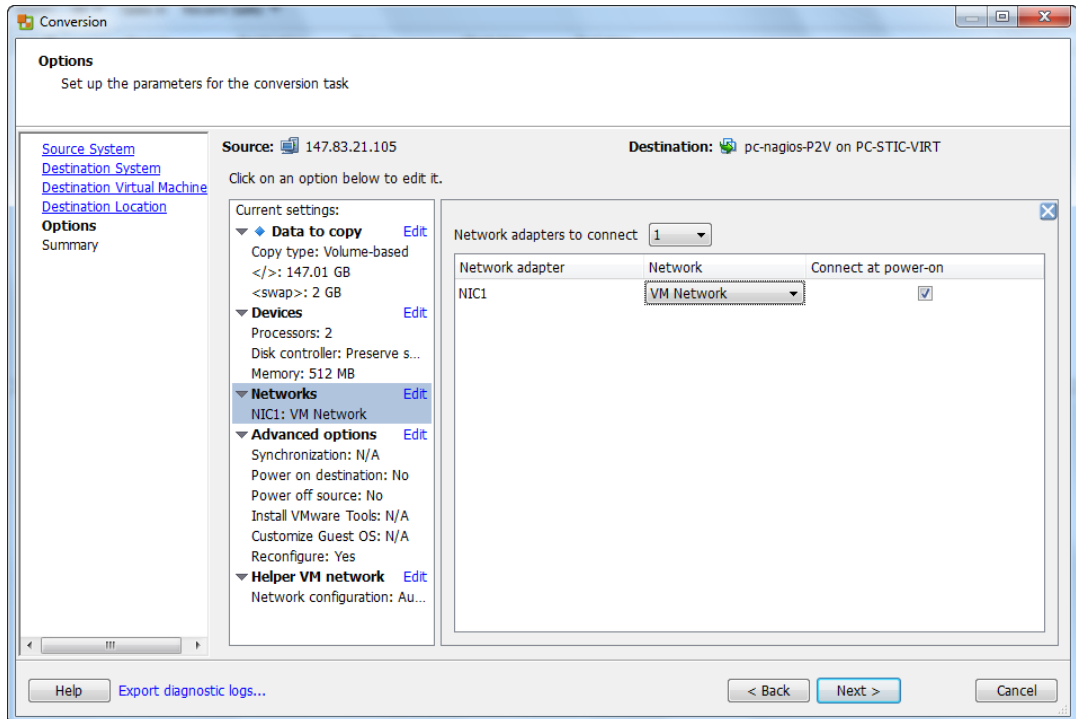 Conversion
Options
Set up the parameters for the conversion task
Source System
Destination System
Destination Virtual Machine
Destination Location
Options
Summary
Source: 147.83.21.105
Destination: pc-nagios-P2V on PC-STIC-VIRT
Click on an option below to edit it.
Current settings:
Data to copy Edit
Copy type: Volume-based
</>: 147.01 GB
<swap>: 2 GB
Devices Edit
Processors: 2
Disk controller: Preserve s...
Memory: 512 MB
Networks Edit
NIC1: VM Network
Advanced options Edit
Synchronization: N/A
Power on destination: No
Power off source: No
Install VMware Tools: N/A
Customize Guest OS: N/A
Reconfigure: Yes
Helper VM network Edit
Network configuration: Au...
Network adapters to connect 1
Network adapter Network Connect at power-on
NIC1 VM Network
Help Export diagnostic logs... < Back Next > Cancel